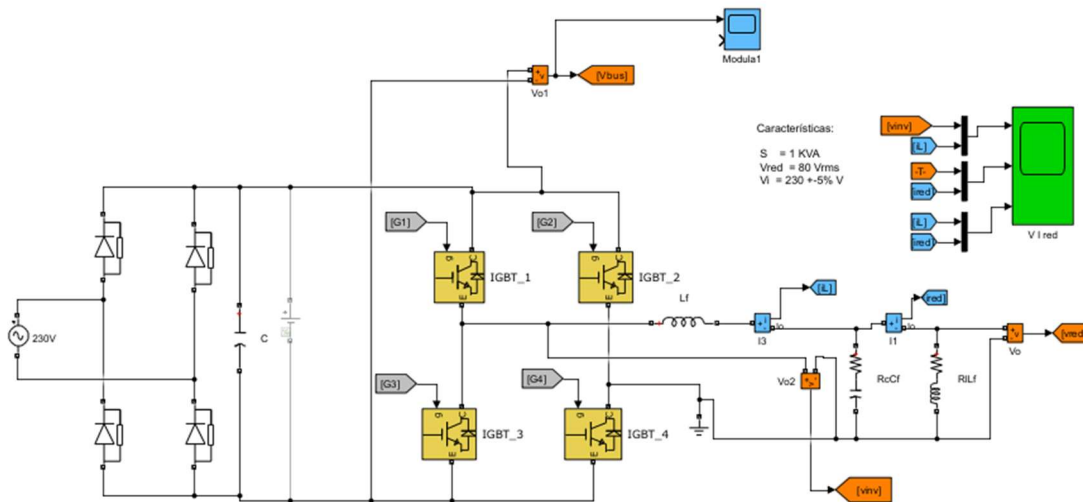 Modula1
[Vbus]
Vo1
Características:
S = 1 KVA
Vred = 80 Vrms
Vi = 230 +-5% V
[vinv]
[iL]
-T-
[ired]
[iL]
[ired]
V I red
[G1]
[G2]
g
C
E
IGBT_1
g
C
E
IGBT_2
230V
C
Lf
[iL]
ired]
I3
I1
Io
Vo
[vred
Vo2
RcCf
RlLf
[G3]
[G4]
g
C
E
IGBT_3
g
C
E
IGBT_4
[vinv]